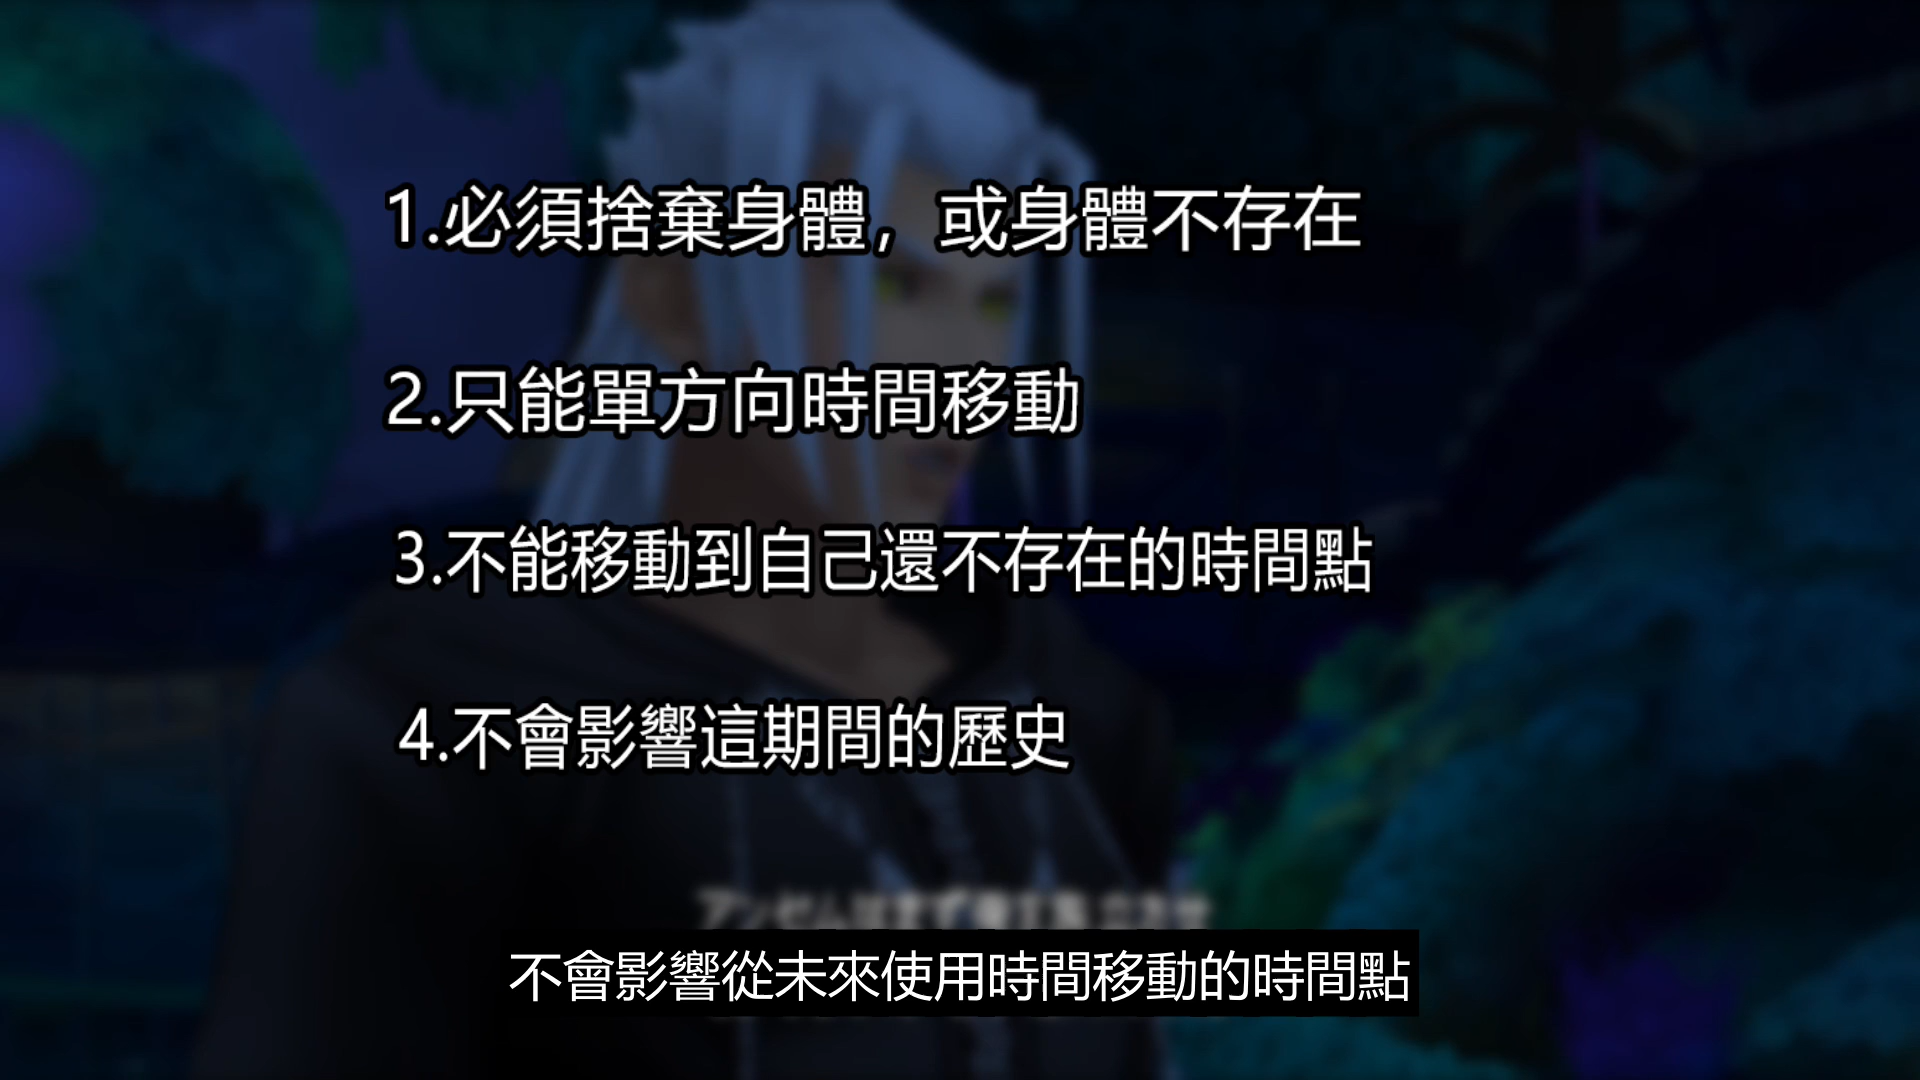 1.必須捨棄身體，或身體不存在
2.只能單方向時間移動
3.不能移動到自己還不存在的時間點
4.不會影響這期間的歷史
不會影響從未來使用時間移動的時間點